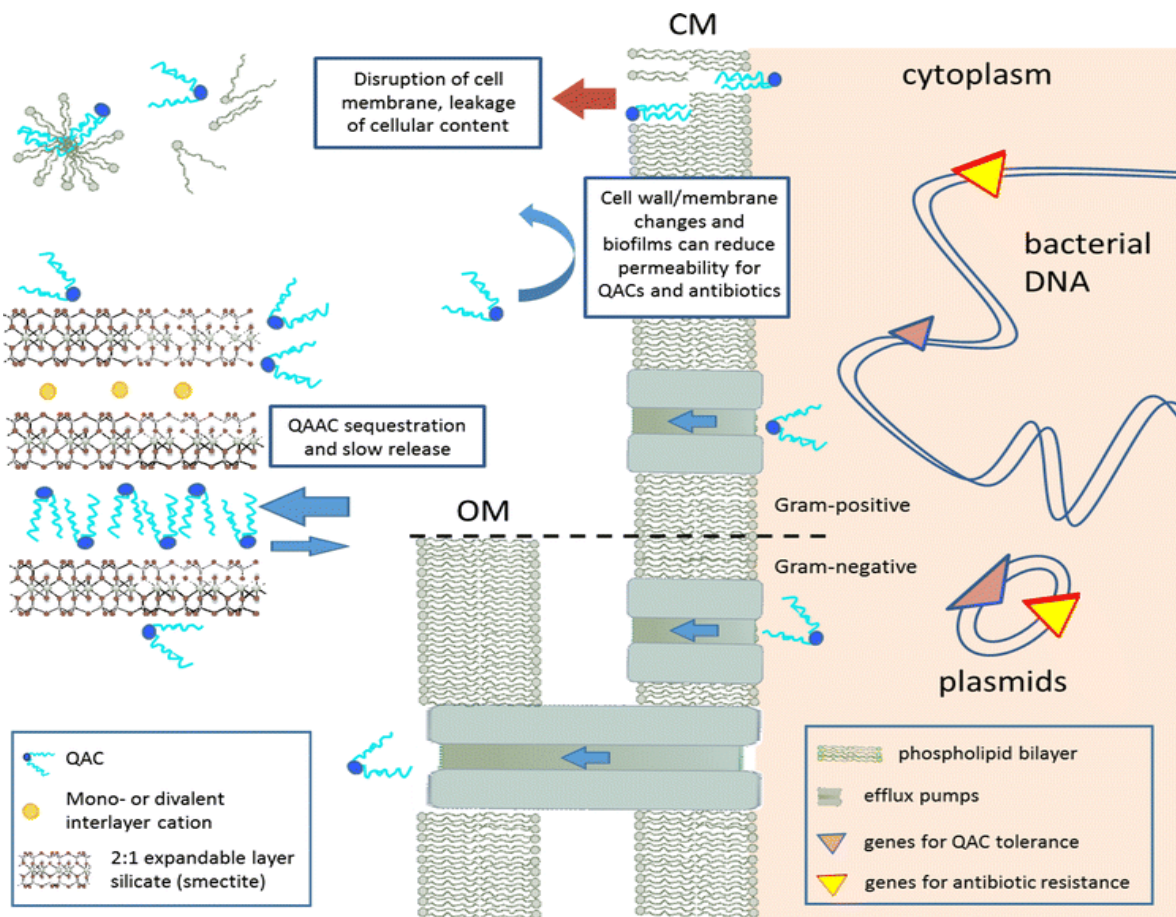 CM
cytoplasm
Disruption of cell
membrane, leakage
of cellular content
Cell wall/membrane
changes and
biofilms can reduce
permeability for
QACs and antibiotics
bacterial
DNA
QAAC sequestration
and slow release
OM
Gram-positive
Gram-negative
plasmids
QAC
Mono- or divalent
interlayer cation
2:1 expandable layer
silicate (smectite)
phospholipid bilayer
efflux pumps
genes for QAC tolerance
genes for antibiotic resistance